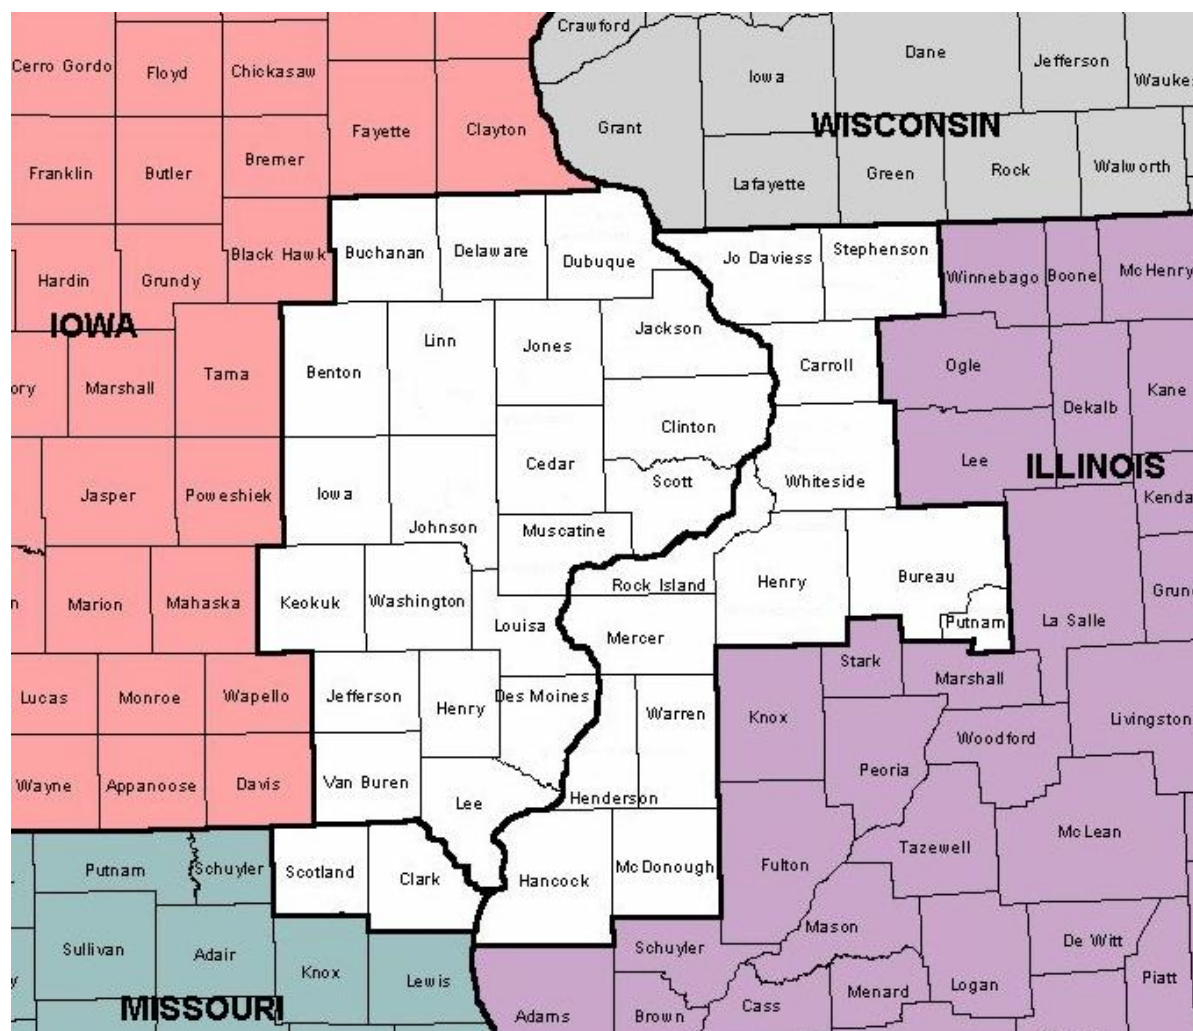 Crawford
Dane
Cerro Gordo
Floyd
Chickasaw
Iowa
Jefferson
Wauke
Fayette
Clayton
Grant
WISCONSIN
Franklin
Butler
Bremer
Lafayette
Green
Rock
Walworth
Black Hawk
Buchanan
Delaware
Dubuque
Jo Daviess
Stephenson
Hardin
Grundy
Winnebago
Boone
McHenry
IOWA
Linn
Jones
Jackson
ory
Marshall
Tama
Benton
Carroll
Ogle
Kane
Dekalb
Clinton
Cedar
Lee
ILLINOIS
Jasper
Poweshiek
Iowa
Scott
Whiteside
Kenda
Johnson
Muscatine
n
Marion
Mahaska
Keokuk
Washington
Rock Island
Henry
Bureau
Grun
Louisa
Mercer
Putnam
La Salle
Stark
Marshall
Lucas
Monroe
Wapello
Jefferson
Henry
Des Moines
Warren
Knox
Livingston
Woodford
Peoria
Wayne
Appanoose
Davis
Van Buren
Lee
Henderson
McLean
Tazewell
Putnam
Schuyler
Scotland
Clark
Hancock
McDonough
Fulton
Mason
Sullivan
Adair
Schuyler
De Witt
y
Knox
Lewis
Logan
Piatt
MISSOURI
Adams
Brown
Cass
Menard